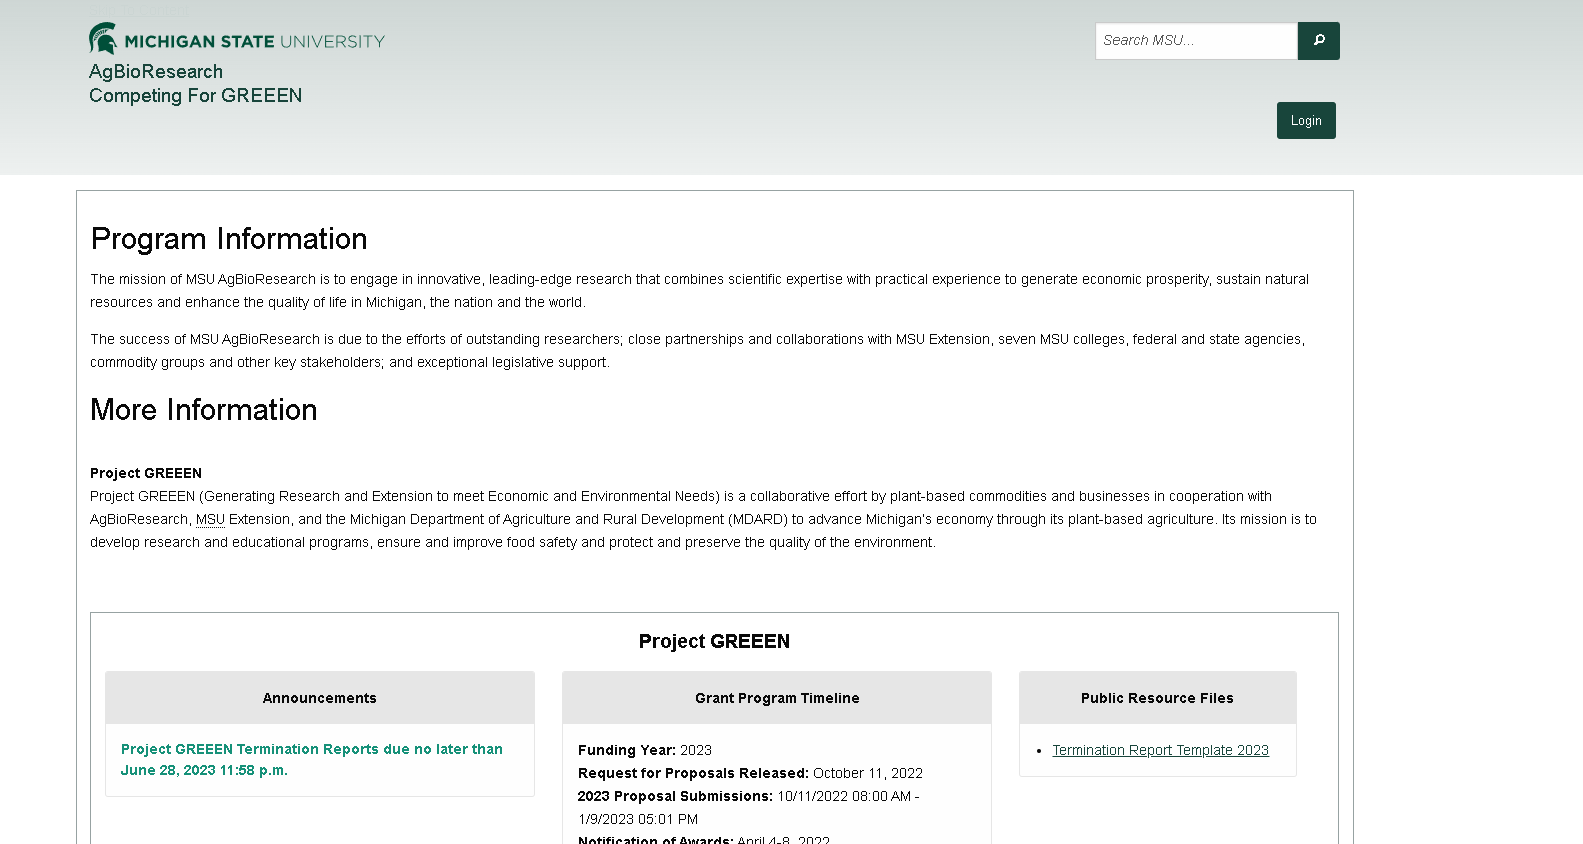 MICHIGAN STATE UNIVERSITY
AgBioResearch
Competing For GREEEN
Search MSU...
Login
Program Information
The mission of MSU AgBioResearch is to engage in innovative, leading-edge research that combines scientific expertise with practical experience to generate economic prosperity, sustain natural
resources and enhance the quality of life in Michigan, the nation and the world.
The success of MSU AgBioResearch is due to the efforts of outstanding researchers; close partnerships and collaborations with MSU Extension, seven MSU colleges, federal and state agencies,
commodity groups and other key stakeholders; and exceptional legislative support.
More Information
Project GREEEN
Project GREEEN (Generating Research and Extension to meet Economic and Environmental Needs) is a collaborative effort by plant-based commodities and businesses in cooperation with
AgBioResearch, MSU Extension, and the Michigan Department of Agriculture and Rural Development (MDARD) to advance Michigan's economy through its plant-based agriculture. Its mission is to
develop research and educational programs, ensure and improve food safety and protect and preserve the quality of the environment.
Project GREEEN
Announcements
Project GREEEN Termination Reports due no later than
June 28, 2023 11:58 p.m.
Grant Program Timeline
Funding Year: 2023
Request for Proposals Released: October 11, 2022
2023 Proposal Submissions: 10/11/2022 08:00 AM -
1/9/2023 05:01 PM
Notification of Awards: April 4-8, 2022
Public Resource Files
Termination Report Template 2023